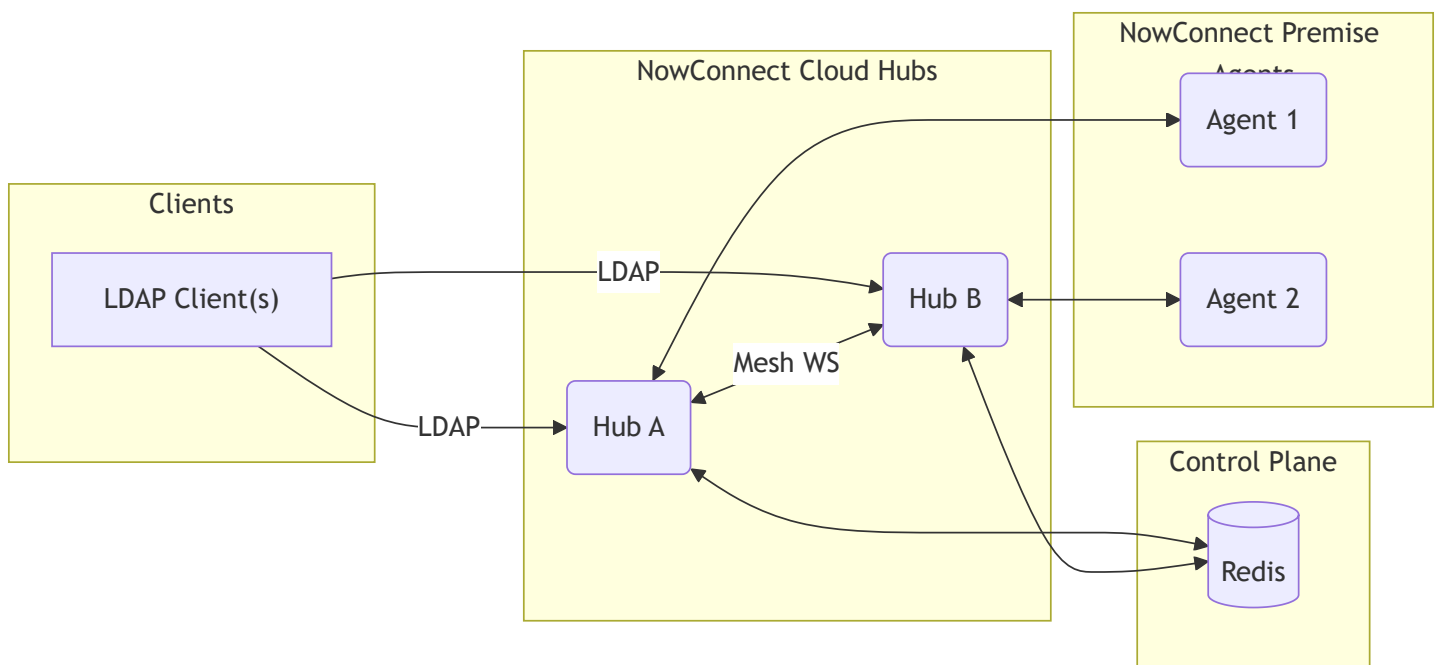 NowConnect Premise
Agents
NowConnect Cloud Hubs
Agent 1
Clients
LDAP Client(s)
LDAP
Hub B
Agent 2
Mesh WS
Hub A
LDAP
Control Plane
Redis